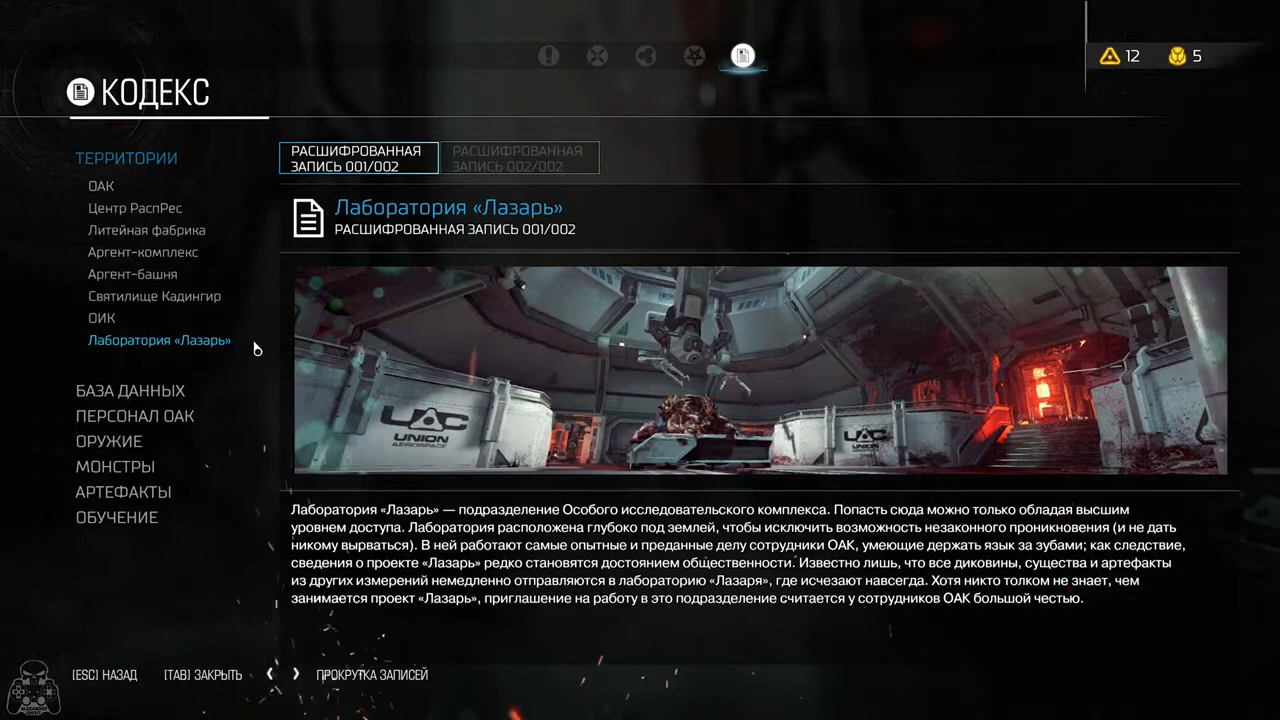 12
5
КОДЕКС
ТЕРРИТОРИИ
ОАК
Центр РаспРес
Литейная фабрика
Аргент-комплекс
Аргент-башня
Святилище Кадингир
ОИК
Лаборатория «Лазарь»
БАЗА ДАННЫХ
ПЕРСОНАЛ ОАК
ОРУЖИЕ
МОНСТРЫ
АРТЕФАКТЫ
ОБУЧЕНИЕ
РАСШИФРОВАННАЯ
ЗАПИСЬ 001/002
РАСШИФРОВАННАЯ
ЗАПИСЬ 002/002
Лаборатория «Лазарь»
РАСШИФРОВАННАЯ ЗАПИСЬ 001/002
UAC
UNION
AEROSPACE
UAC
UNION
Лаборатория «Лазарь» — подразделение Особого исследовательского комплекса. Попасть сюда можно только обладая высшим
уровнем доступа. Лаборатория расположена глубоко под землей, чтобы исключить возможность незаконного проникновения (и не дать
никому вырваться). В ней работают самые опытные и преданные делу сотрудники ОАК, умеющие держать язык за зубами; как следствие,
сведения о проекте «Лазарь» редко становятся достоянием общественности. Известно лишь, что все диковины, существа и артефакты
из других измерений немедленно отправляются в лабораторию «Лазаря», где исчезают навсегда. Хотя никто толком не знает, чем
занимается проект «Лазарь», приглашение на работу в это подразделение считается у сотрудников ОАК большой честью.
[ESC] НАЗАД
[TAB] ЗАКРЫТЬ
ПРОКРУТКА ЗАПИСЕЙ